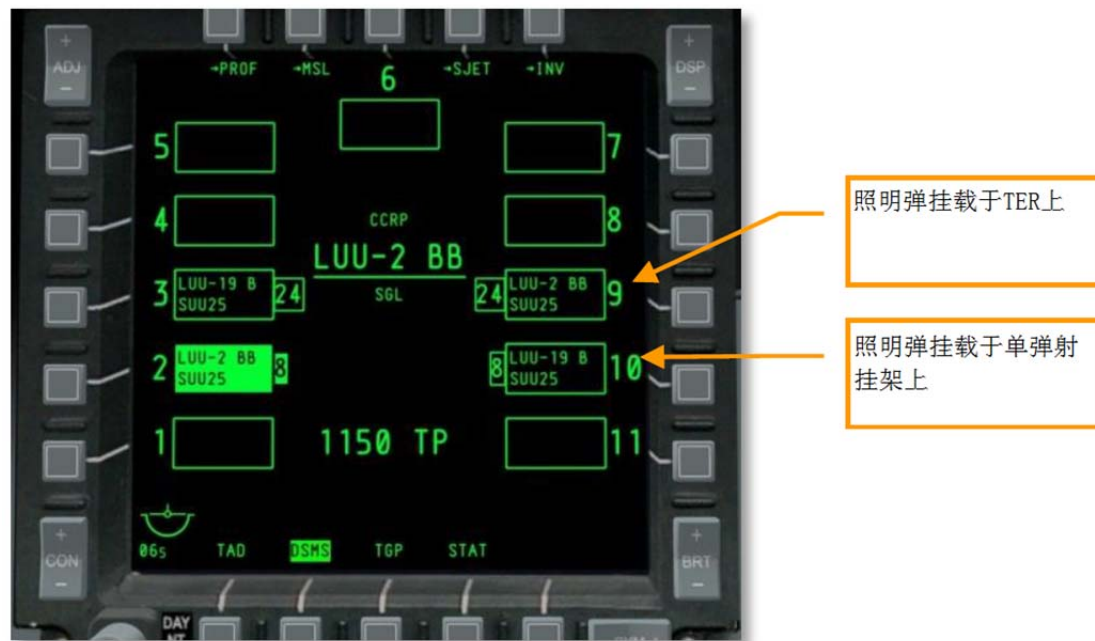 ADJ
DSP
→PROF →MSL →SJET →INV
6
5
7
4
8
CCRP
LUU-2 BB
SGL
3
LUU-19 B
SUU25
24
24
LUU-2 BB
SUU25
9
2
LUU-2 BB
SUU25
8
8
LUU-19 B
SUU25
10
1
1150 TP
11
06s
TAD DSMS TGP STAT
CON
BRT
DAY
照明弹挂载于TER上
照明弹挂载于单弹射
挂架上